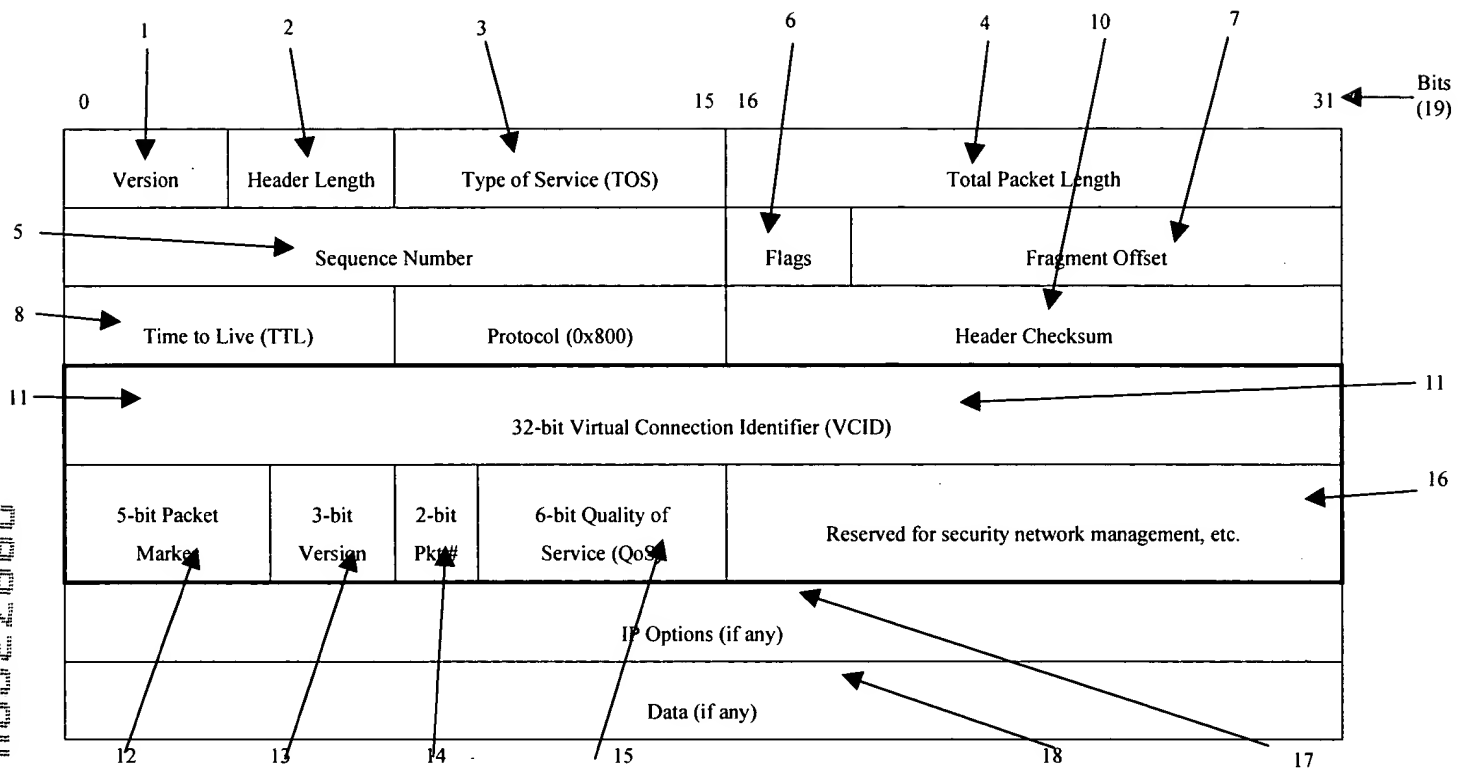 1 2 3 6 4 10 7
0 15 16 31 Bits
(19)
Version Header Length Type of Service (TOS) Total Packet Length
5 Sequence Number Flags Fragment Offset
8 Time to Live (TTL) Protocol (0x800) Header Checksum
11 11
32-bit Virtual Connection Identifier (VCID)
16
5-bit Packet 3-bit 2-bit 6-bit Quality of
Reserved for security network management, etc.
Marker Version Pkt # Service (QoS)
IP Options (if any)
Data (if any)
12 13 14 15 18 17